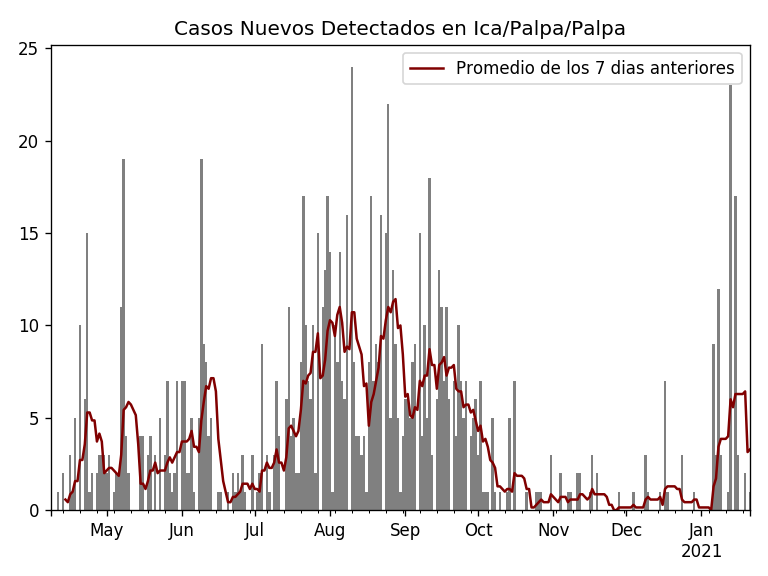 Casos Nuevos Detectados en Ica/Palpa/Palpa
Promedio de los 7 dias anteriores
25
20
15
10
5
0
May Jun Jul Aug Sep Oct Nov Dec Jan
2021